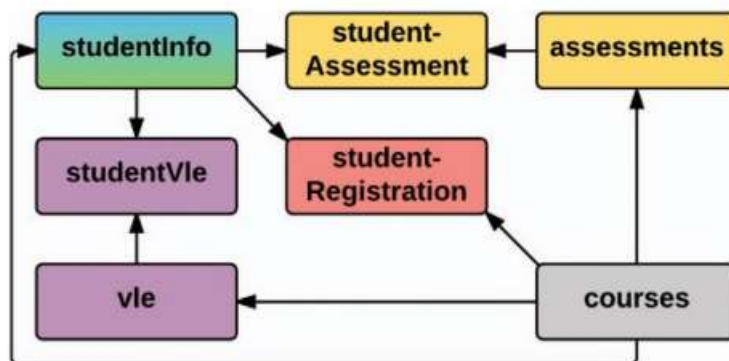 studentInfo
student-
Assessment
assessments
studentVle
student-
Registration
vle
courses